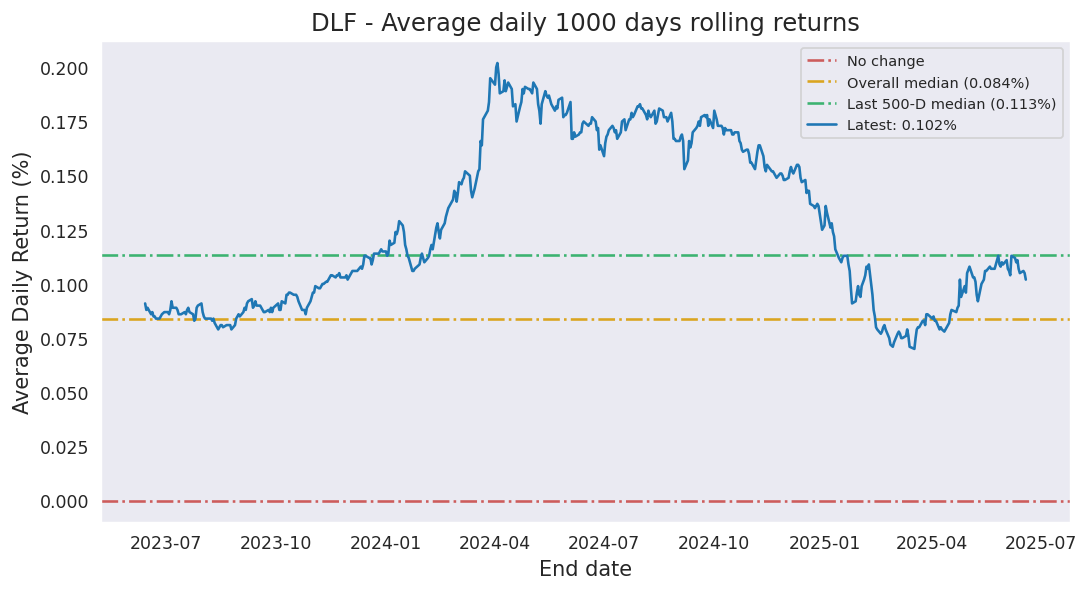 DLF - Average daily 1000 days rolling returns
No change
Overall median (0.084%)
Last 500-D median (0.113%)
Latest: 0.102%
Average Daily Return (%)
0.200
0.175
0.150
0.125
0.100
0.075
0.050
0.025
0.000
2023-07 2023-10 2024-01 2024-04 2024-07 2024-10 2025-01 2025-04 2025-07
End date